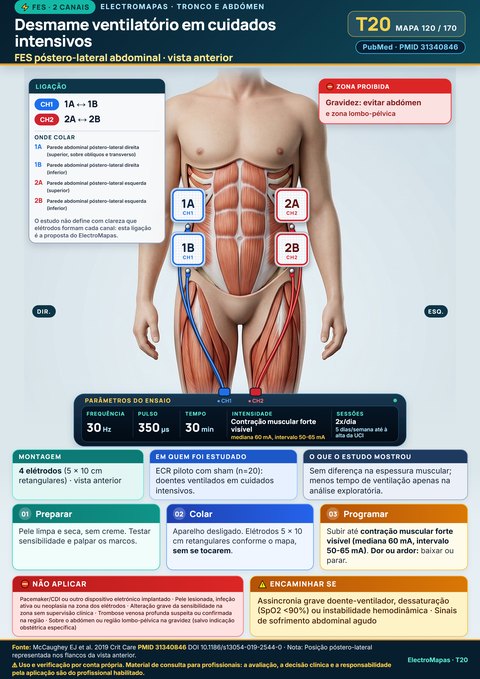 FES · 2 CANAIS ELECTROMAPAS · TRONCO E ABDÓMEN
Desmame ventilatório em cuidados
intensivos
FES póstero-lateral abdominal · vista anterior
T20 MAPA 120 / 170
PubMed · PMID 31340846
LIGAÇÃO
CH1 1A ↔ 1B
CH2 2A ↔ 2B
ONDE COLAR
1A Parede abdominal póstero-lateral direita
(superior, sobre oblíquos e transverso)
1B Parede abdominal póstero-lateral direita
(inferior)
2A Parede abdominal póstero-lateral esquerda
(superior)
2B Parede abdominal póstero-lateral esquerda
(inferior)
O estudo não define com clareza que
elétrodos formam cada canal: esta ligação
é a proposta do ElectroMapas.
ZONA PROIBIDA
Gravidez: evitar abdómen
e zona lombo-pélvica
1A
CH1
2A
CH2
1B
CH1
2B
CH2
DIR.
ESQ.
CH1
CH2
PARÂMETROS DO ENSAIO
FREQUÊNCIA
30 Hz
PULSO
350 µs
TEMPO
30 min
INTENSIDADE
Contração muscular forte
visível
mediana 60 mA, intervalo 50-65 mA
SESSÕES
2x/dia
5 dias/semana até à
alta da UCI
MONTAGEM
4 elétrodos (5 × 10 cm
retangulares) · vista anterior
EM QUEM FOI ESTUDADO
ECR piloto com sham (n=20):
doentes ventilados em cuidados
intensivos.
O QUE O ESTUDO MOSTROU
Sem diferença na espessura muscular;
menos tempo de ventilação apenas na
análise exploratória.
01 Preparar
Pele limpa e seca, sem creme. Testar
sensibilidade e palpar os marcos.
02 Colar
Aparelho desligado. Elétrodos 5 × 10
cm retangulares conforme o mapa,
sem se tocarem.
03 Programar
Subir até contração muscular forte
visível (mediana 60 mA, intervalo
50-65 mA). Dor ou ardor: baixar ou
parar.
NÃO APLICAR
Pacemaker/CDI ou outro dispositivo eletrónico implantado · Pele lesionada, infeção
ativa ou neoplasia na zona dos elétrodos · Alteração grave da sensibilidade na
zona sem supervisão clínica · Trombose venosa profunda suspeita ou confirmada
na região · Sobre o abdómen ou região lombo-pélvica na gravidez (salvo indicação
obstétrica específica)
ENCAMINHAR SE
Assincronia grave doente-ventilador, dessaturação
(SpO2 <90%) ou instabilidade hemodinâmica · Sinais
de sofrimento abdominal agudo
Fonte: McCaughey EJ et al. 2019 Crit Care PMID 31340846 DOI 10.1186/s13054-019-2544-0 · Nota: Posição póstero-lateral
representada nos flancos da vista anterior.
⚠ Uso e verificação por conta própria. Material de consulta para profissionais: a avaliação, a decisão clínica e a responsabilidade
pela aplicação são do profissional habilitado.
ElectroMapas · T20